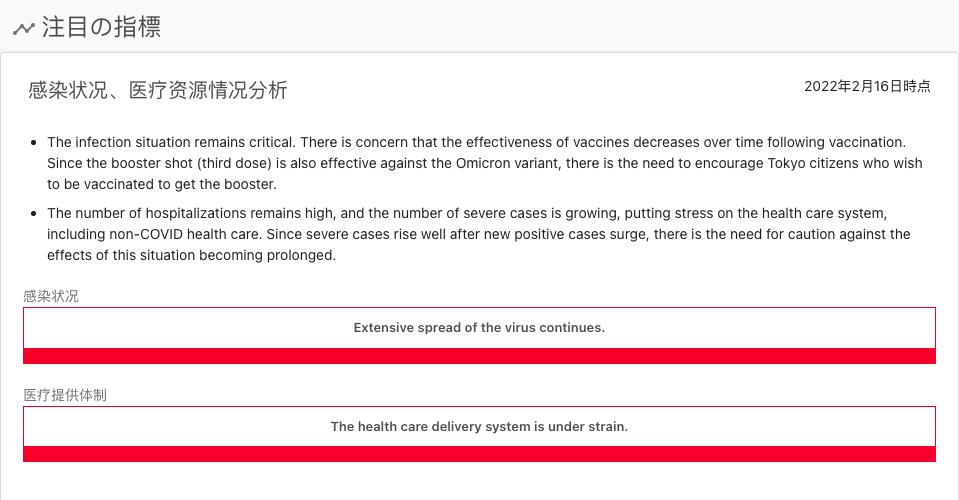 注目の指標
感染状况、医疗资源情况分析
2022年2月16日時点
The infection situation remains critical. There is concern that the effectiveness of vaccines decreases over time following vaccination.
Since the booster shot (third dose) is also effective against the Omicron variant, there is the need to encourage Tokyo citizens who wish
to be vaccinated to get the booster.
The number of hospitalizations remains high, and the number of severe cases is growing, putting stress on the health care system,
including non-COVID health care. Since severe cases rise well after new positive cases surge, there is the need for caution against the
effects of this situation becoming prolonged.
感染状况
Extensive spread of the virus continues.
医疗提供体制
The health care delivery system is under strain.